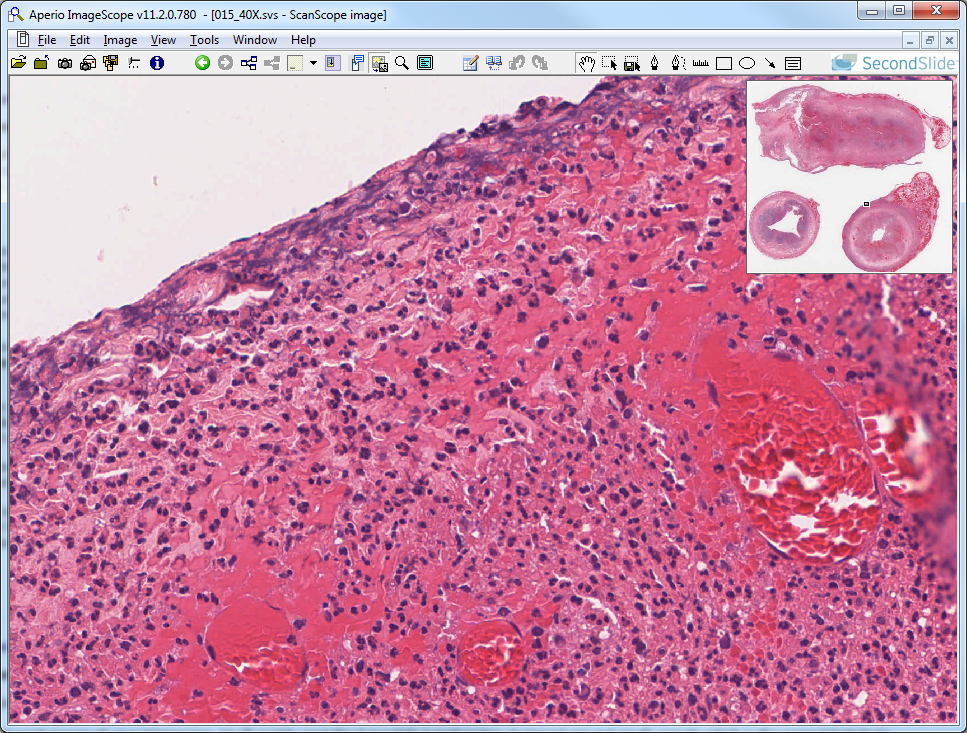 Aperio ImageScope v11.2.0.780 - [015_40X.svs - ScanScope image]
File Edit Image View Tools Window Help
SecondSlide